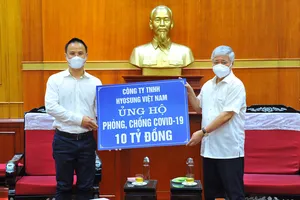 CÔNG TY TNHH
HYOSUNG VIỆT NAM
ỦNG HỘ
PHÒNG, CHỐNG COVID-19
10 TỶ ĐỒNG